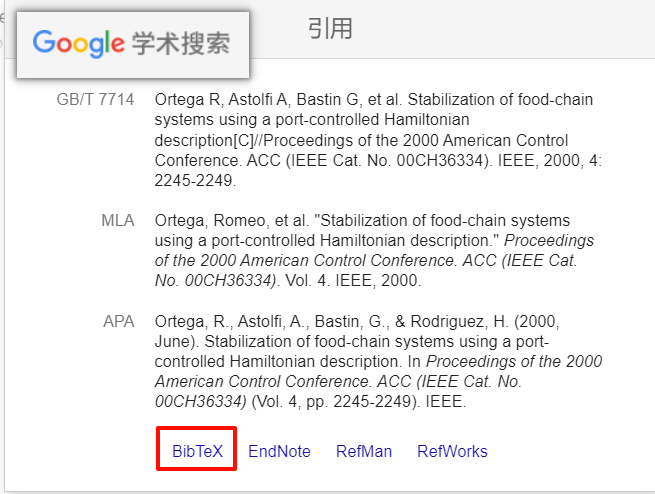 Google 学术搜索
引用
GB/T 7714
Ortega R, Astolfi A, Bastin G, et al. Stabilization of food-chain
systems using a port-controlled Hamiltonian
description[C]//Proceedings of the 2000 American Control
Conference. ACC (IEEE Cat. No. 00CH36334). IEEE, 2000, 4:
2245-2249.
MLA
Ortega, Romeo, et al. "Stabilization of food-chain systems
using a port-controlled Hamiltonian description." Proceedings
of the 2000 American Control Conference. ACC (IEEE Cat.
No. 00CH36334). Vol. 4. IEEE, 2000.
APA
Ortega, R., Astolfi, A., Bastin, G., & Rodriguez, H. (2000,
June). Stabilization of food-chain systems using a port-
controlled Hamiltonian description. In Proceedings of the 2000
American Control Conference. ACC (IEEE Cat. No.
00CH36334) (Vol. 4, pp. 2245-2249). IEEE.
BibTeX EndNote RefMan RefWorks